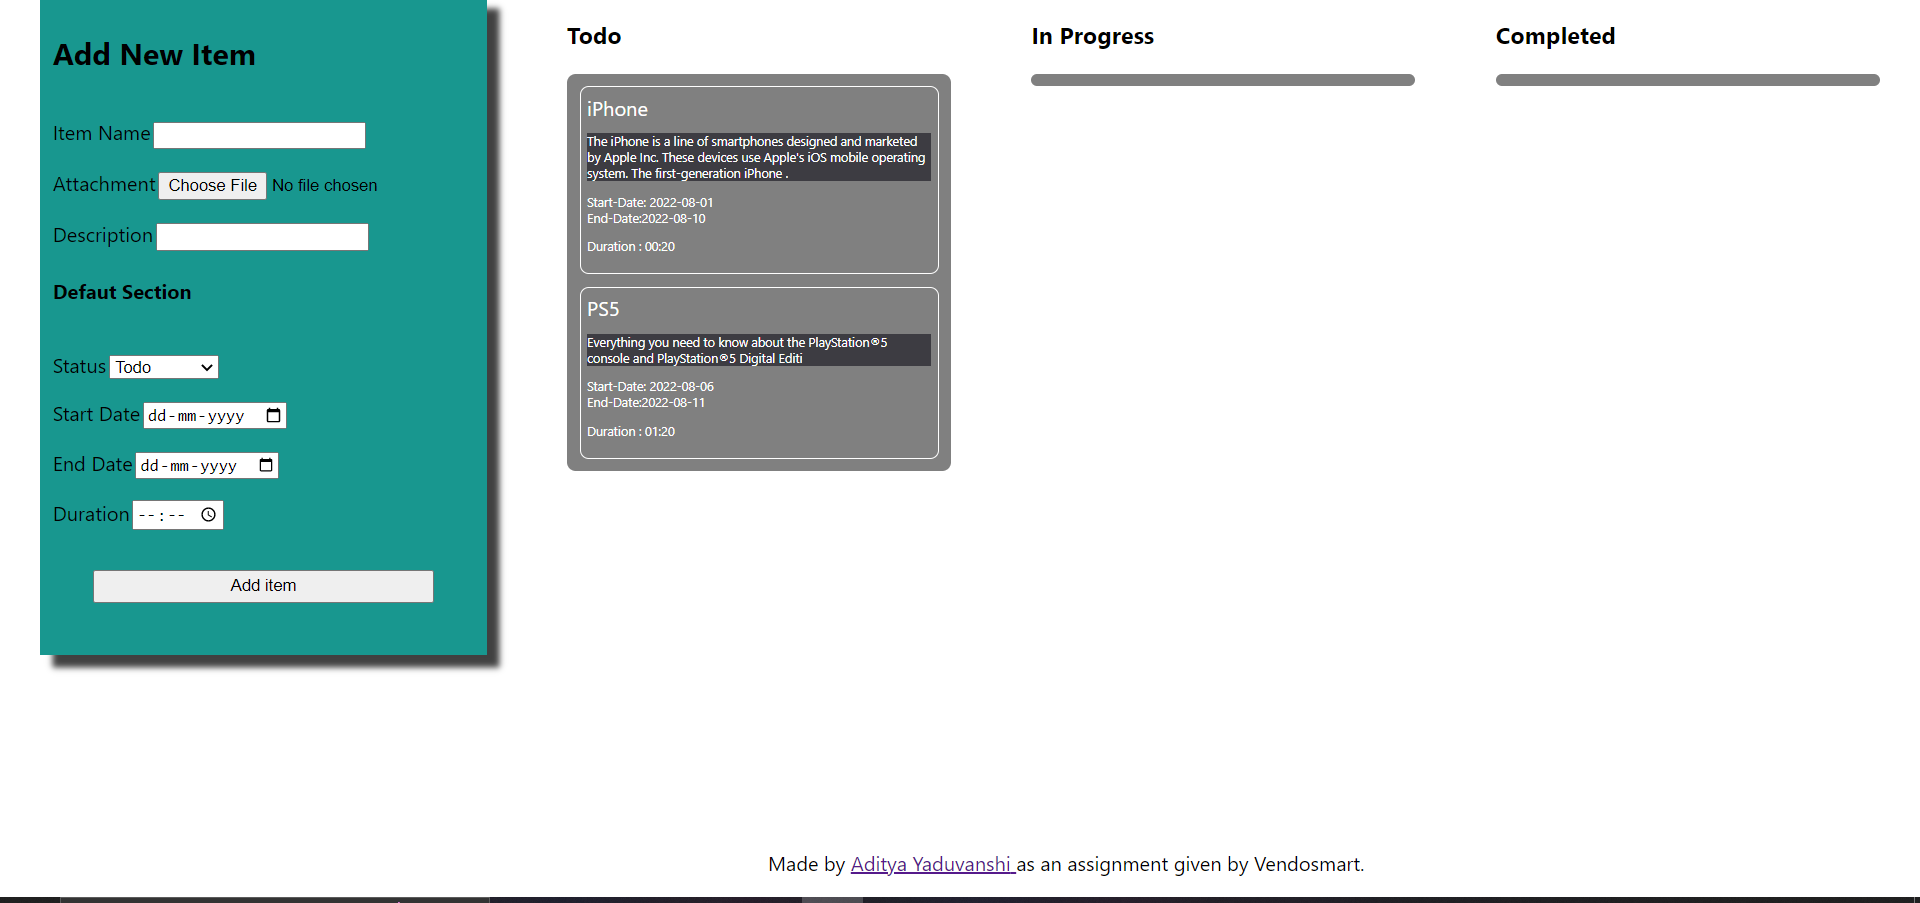 Add New Item
Item Name
Attachment Choose File No file chosen
Description
Defaut Section
Status Todo
Start Date dd-mm-yyyy
End Date dd-mm-yyyy
Duration --:--
Add item
Todo
iPhone
The iPhone is a line of smartphones designed and marketed
by Apple Inc. These devices use Apple's iOS mobile operating
system. The first-generation iPhone .
Start-Date: 2022-08-01
End-Date:2022-08-10
Duration : 00:20
PS5
Everything you need to know about the PlayStation®5
console and PlayStation®5 Digital Editi
Start-Date: 2022-08-06
End-Date:2022-08-11
Duration : 01:20
In Progress
Completed
Made by Aditya Yaduvanshi as an assignment given by Vendosmart.